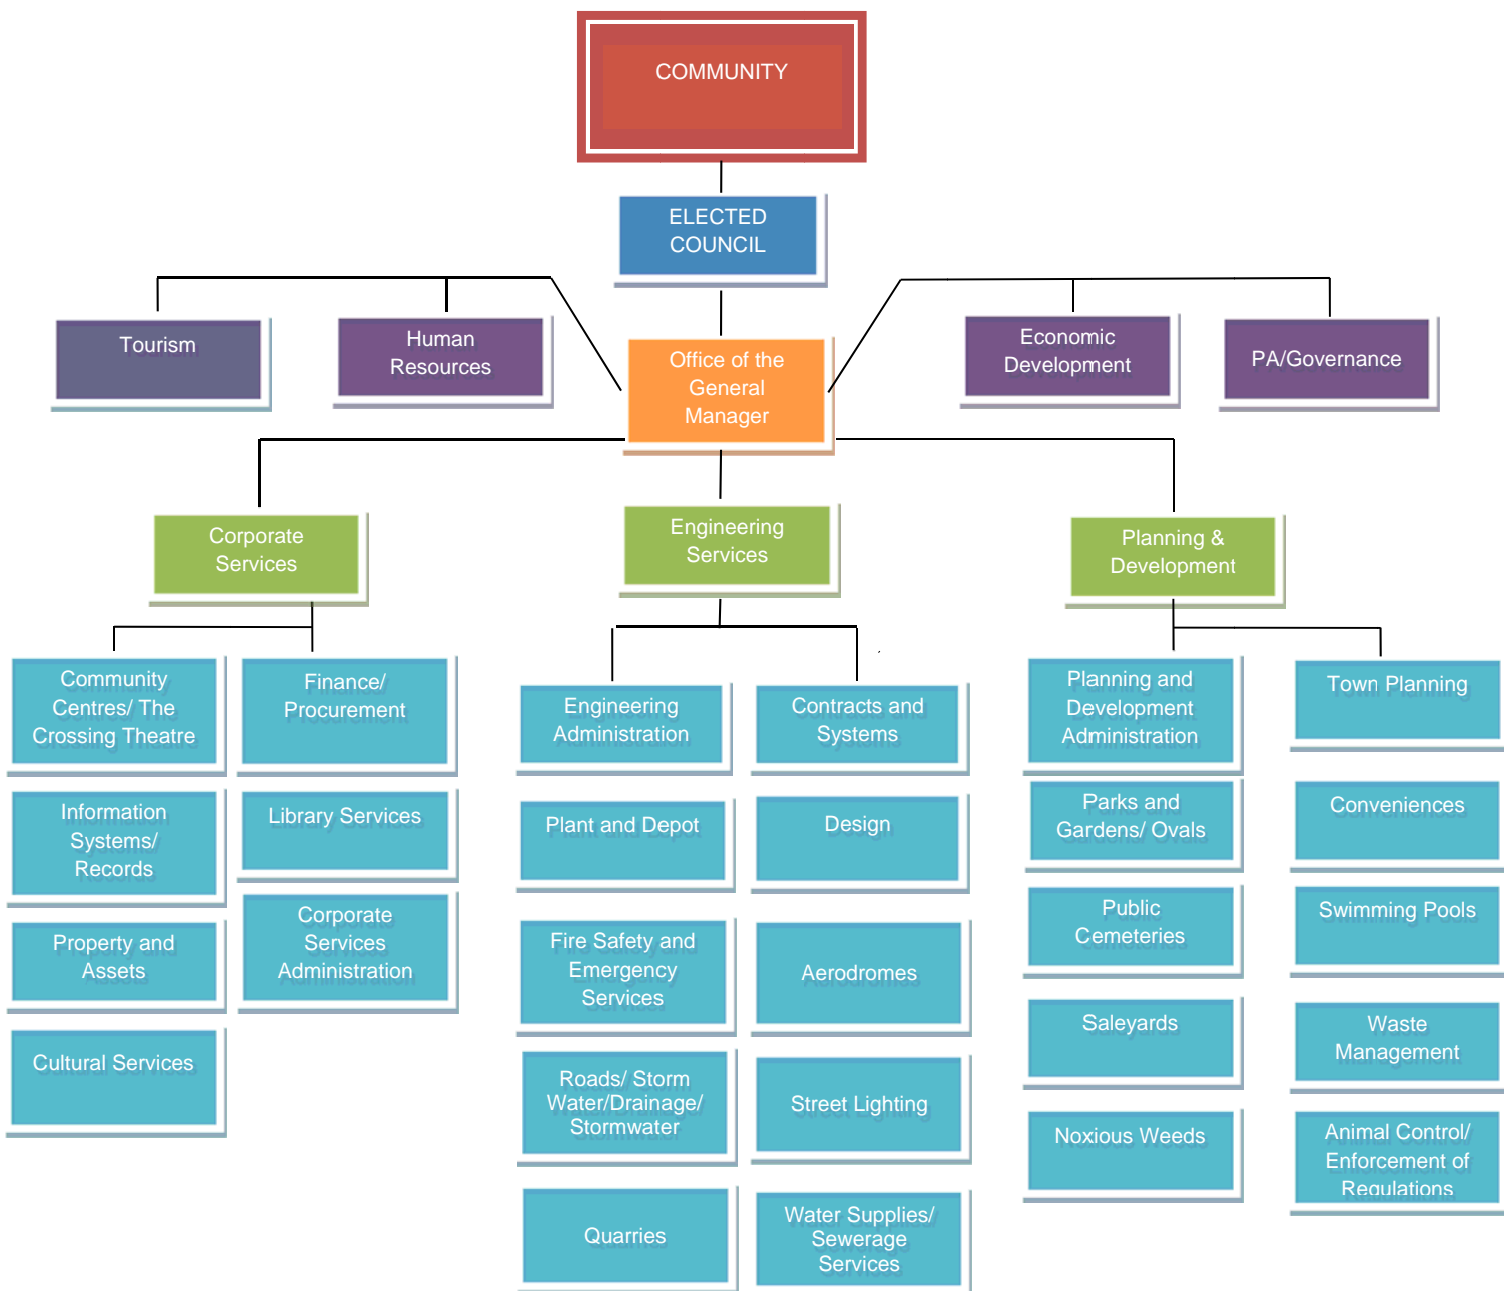 COMMUNITY
ELECTED
COUNCIL
Tourism
Human
Resources
Office of the
General
Manager
Economic
Development
PA/Governance
Corporate
Services
Engineering
Services
Planning &
Development
Community
Centres/ The
Crossing Theatre
Finance/
Procurement
Information
Systems/
Records
Library Services
Property and
Assets
Corporate
Services
Administration
Cultural Services
Engineering
Administration
Contracts and
Systems
Plant and Depot
Design
Fire Safety and
Emergency
Services
Aerodromes
Roads/ Storm
Water/Drainage/
Stormwater
Street Lighting
Quarries
Water Supplies/
Sewerage
Services
Planning and
Development
Administration
Town Planning
Parks and
Gardens/ Ovals
Conveniences
Public
Cemeteries
Swimming Pools
Saleyards
Waste
Management
Noxious Weeds
Animal Control/
Enforcement of
Regulations